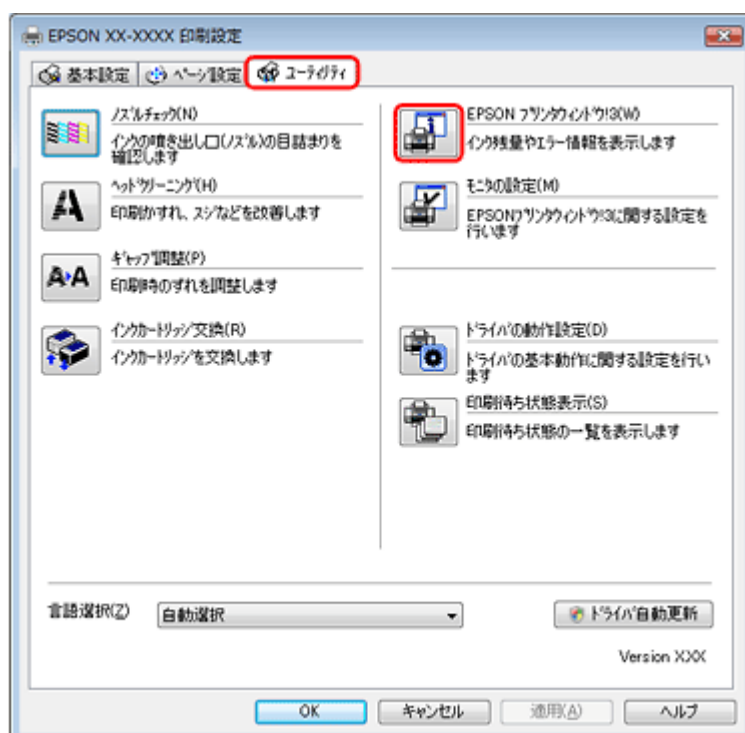 EPSON XX-XXXX 印刷設定
基本設定
ページ設定
ユーティリティ
ノズルチェック(N)
インクの噴き出し口(ノズル)の目詰まりを
確認します
ヘッドクリーニング(H)
印刷かすれ、スジなどを改善します
ギャップ調整(P)
印刷時のずれを調整します
インクカートリッジ交換(R)
インクカートリッジを交換します
EPSON プリンタウィンドウ!3(W)
インク残量やエラー情報を表示します
モニタの設定(M)
EPSONプリンタウィンドウ!3に関する設定を
行います
ドライバの動作設定(D)
ドライバの基本動作に関する設定を行い
ます
印刷待ち状態表示(S)
印刷待ち状態の一覧を表示します
言語選択(Z)
自動選択
ドライバ自動更新
Version XXX
OK
キャンセル
適用(A)
ヘルプ